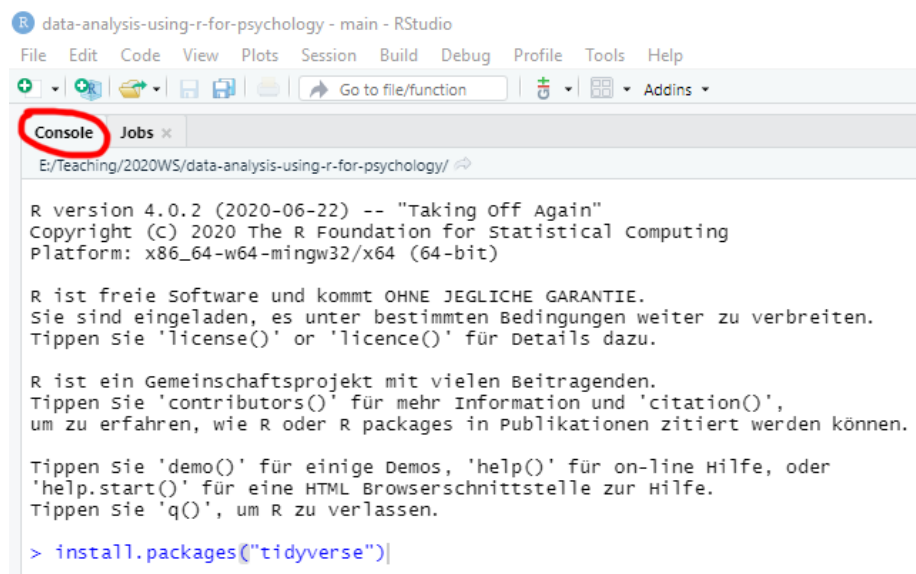 data-analysis-using-r-for-psychology - main - RStudio
File Edit Code View Plots Session Build Debug Profile Tools Help
Go to file/function Addins
Console Jobs
E:/Teaching/2020WS/data-analysis-using-r-for-psychology/
R version 4.0.2 (2020-06-22) -- "Taking Off Again"
Copyright (C) 2020 The R Foundation for Statistical Computing
Platform: x86_64-w64-mingw32/x64 (64-bit)
R ist freie Software und kommt OHNE JEGLICHE GARANTIE.
Sie sind eingeladen, es unter bestimmten Bedingungen weiter zu verbreiten.
Tippen Sie 'license()' or 'licence()' für Details dazu.
R ist ein Gemeinschaftsprojekt mit vielen Beitragenden.
Tippen Sie 'contributors()' für mehr Information und 'citation()',
um zu erfahren, wie R oder R packages in Publikationen zitiert werden können.
Tippen Sie 'demo()' für einige Demos, 'help()' für on-line Hilfe, oder
'help.start()' für eine HTML Browserschnittstelle zur Hilfe.
Tippen Sie 'q()', um R zu verlassen.
> install.packages("tidyverse")